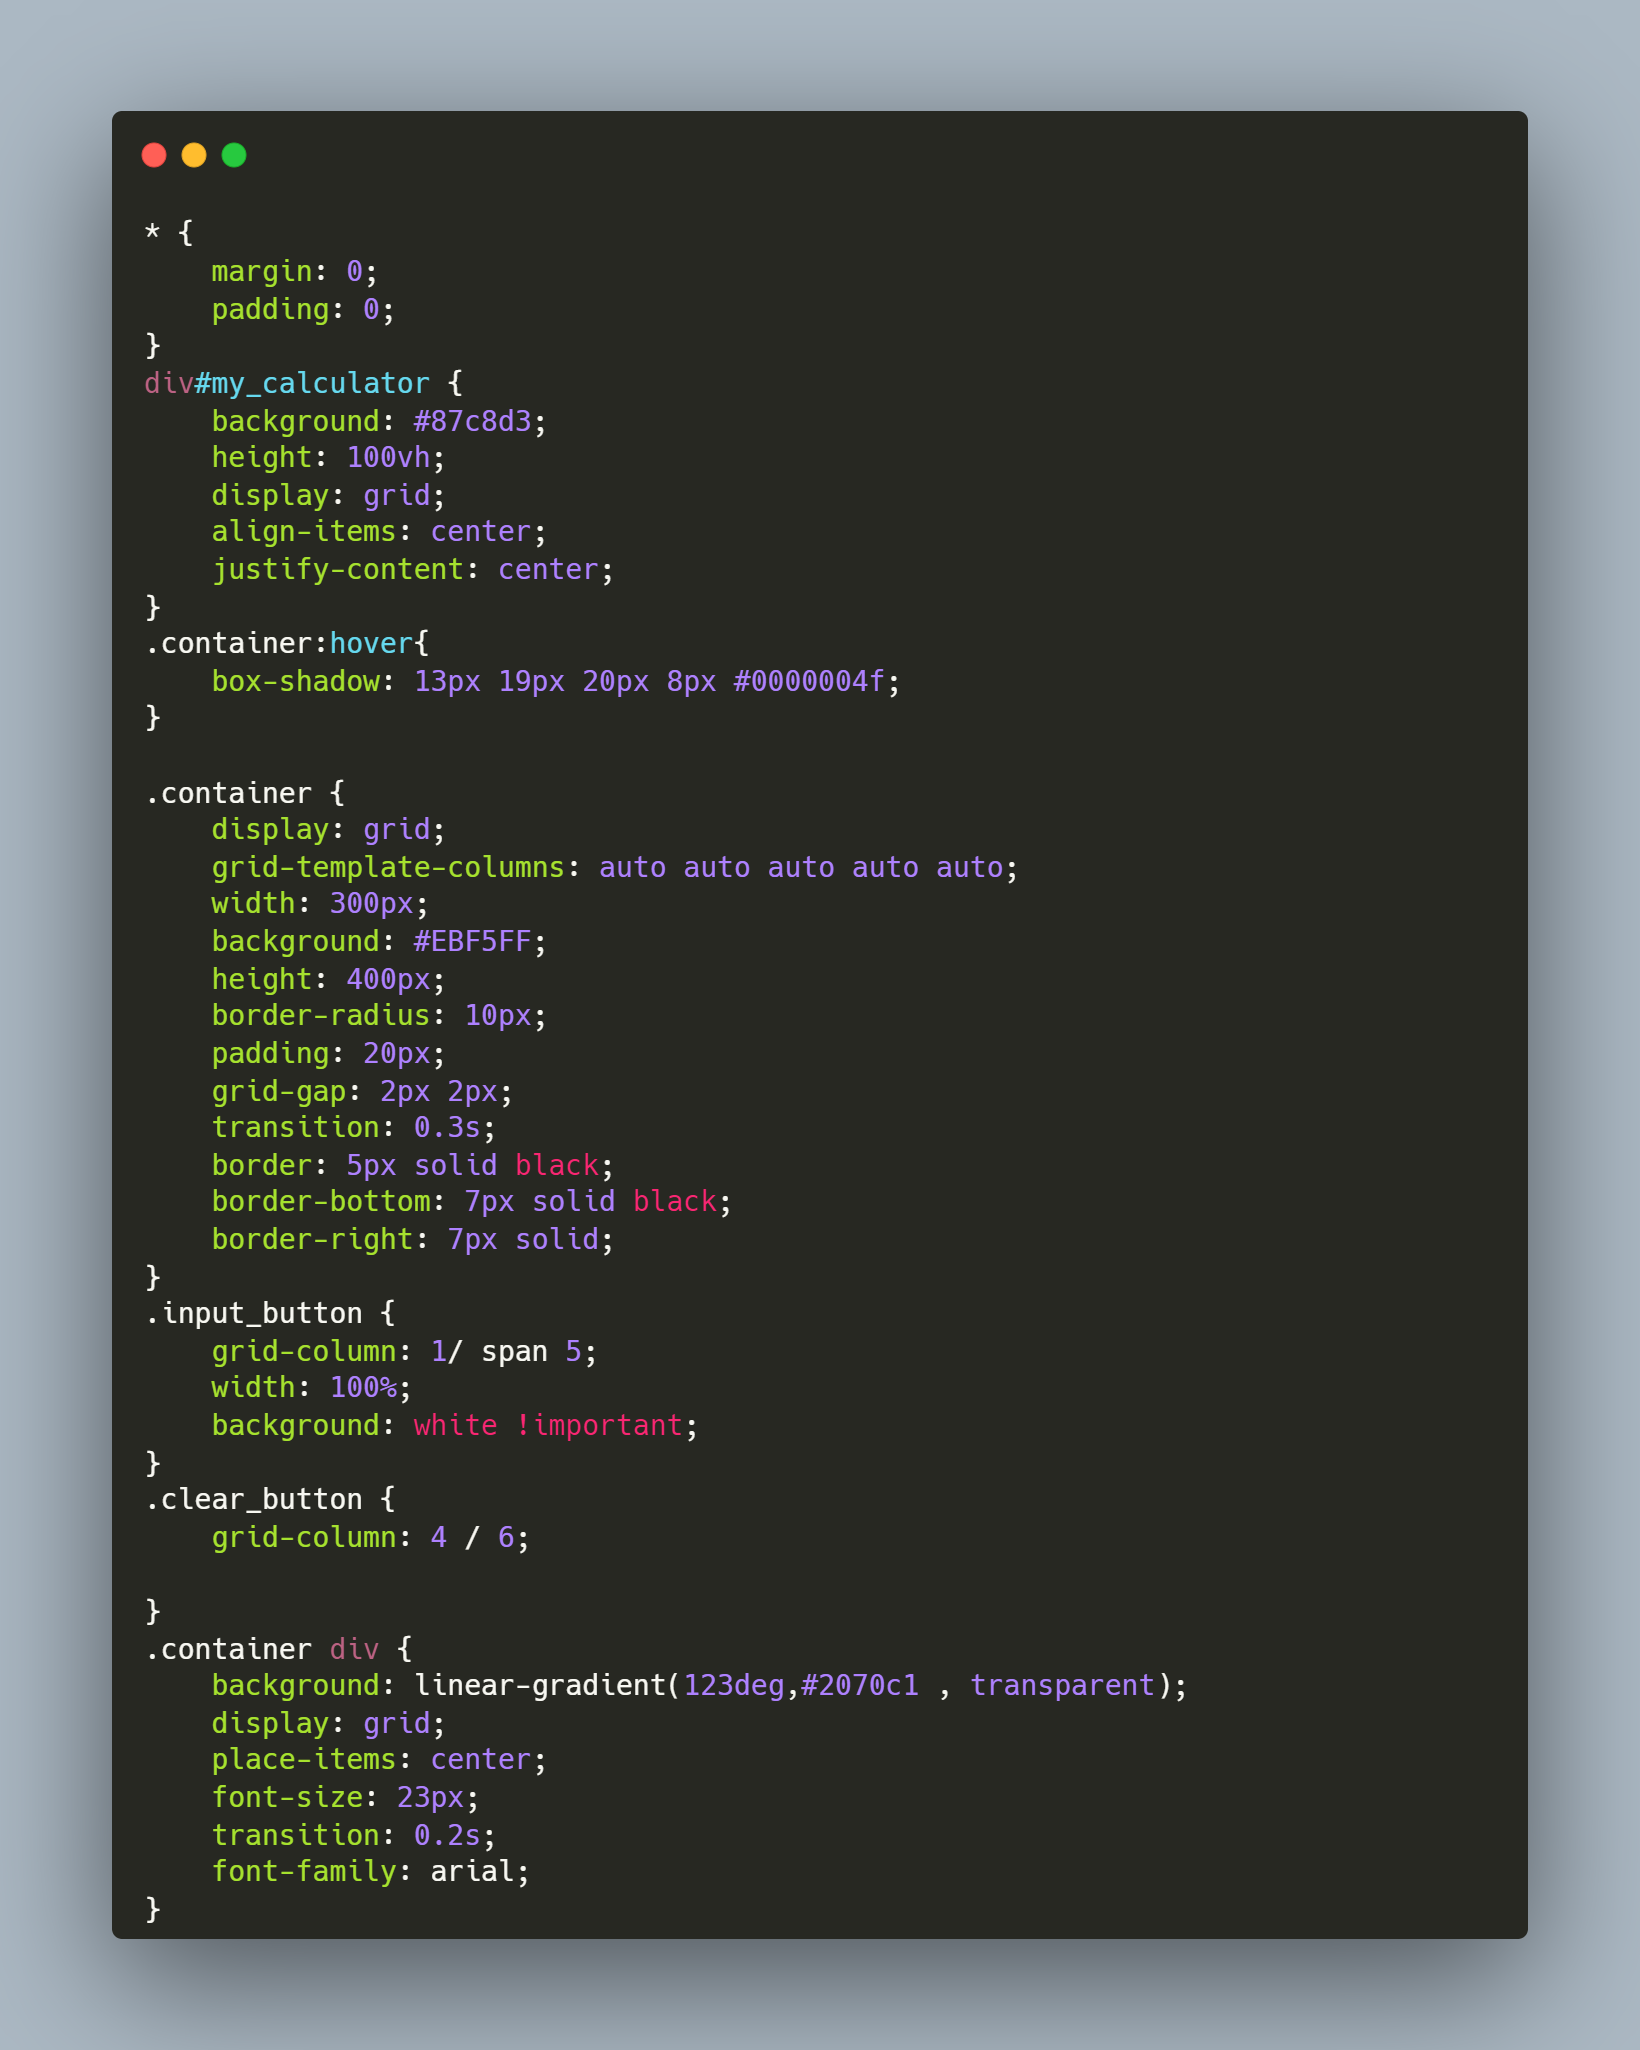 * {
    margin: 0;
    padding: 0;
}
div#my_calculator {
    background: #87c8d3;
    height: 100vh;
    display: grid;
    align-items: center;
    justify-content: center;
}
.container:hover{
    box-shadow: 13px 19px 20px 8px #0000004f;
}

.container {
    display: grid;
    grid-template-columns: auto auto auto auto auto;
    width: 300px;
    background: #EBF5FF;
    height: 400px;
    border-radius: 10px;
    padding: 20px;
    grid-gap: 2px 2px;
    transition: 0.3s;
    border: 5px solid black;
    border-bottom: 7px solid black;
    border-right: 7px solid;
}
.input_button {
    grid-column: 1/ span 5;
    width: 100%;
    background: white !important;
}
.clear_button {
    grid-column: 4 / 6;

}
.container div {
    background: linear-gradient(123deg,#2070c1 , transparent);
    display: grid;
    place-items: center;
    font-size: 23px;
    transition: 0.2s;
    font-family: arial;
}